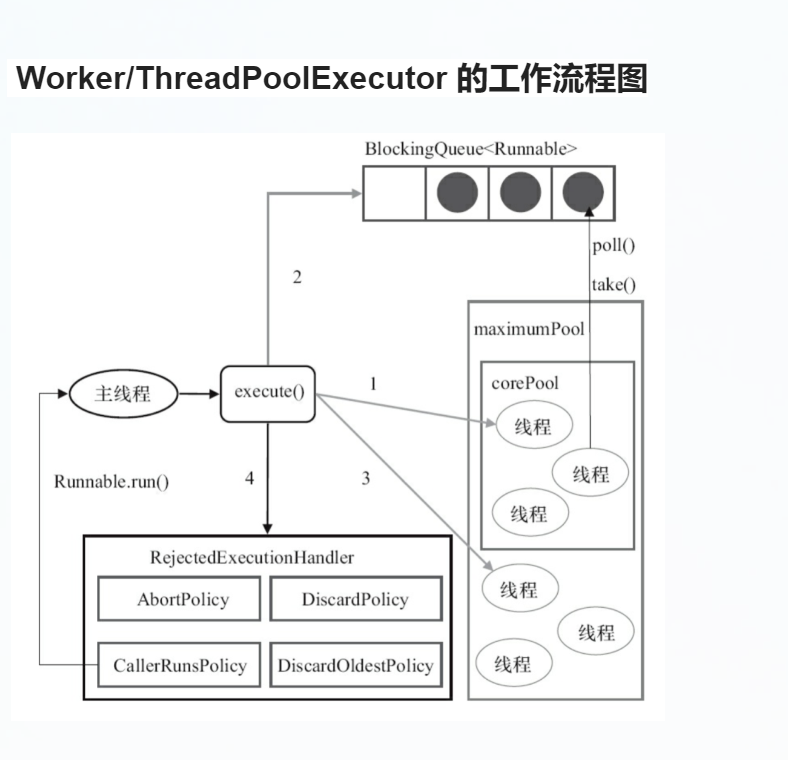 Worker/ThreadPoolExecutor 的工作流程图
BlockingQueue<Runnable>
poll()
2
take()
maximumPool
corePool
1
主线程
execute()
线程
线程
Runnable.run()
4
3
线程
RejectedExecutionHandler
线程
AbortPolicy
DiscardPolicy
线程
CallerRunsPolicy
DiscardOldestPolicy
线程